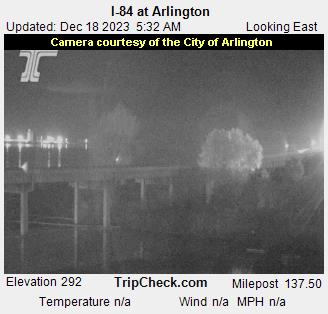 I-84 at Arlington
Updated: Dec 18 2023 5:32 AM Looking East
Camera courtesy of the City of Arlington
Elevation 292 TripCheck.com Milepost 137.50
Temperature n/a Wind n/a MPH n/a